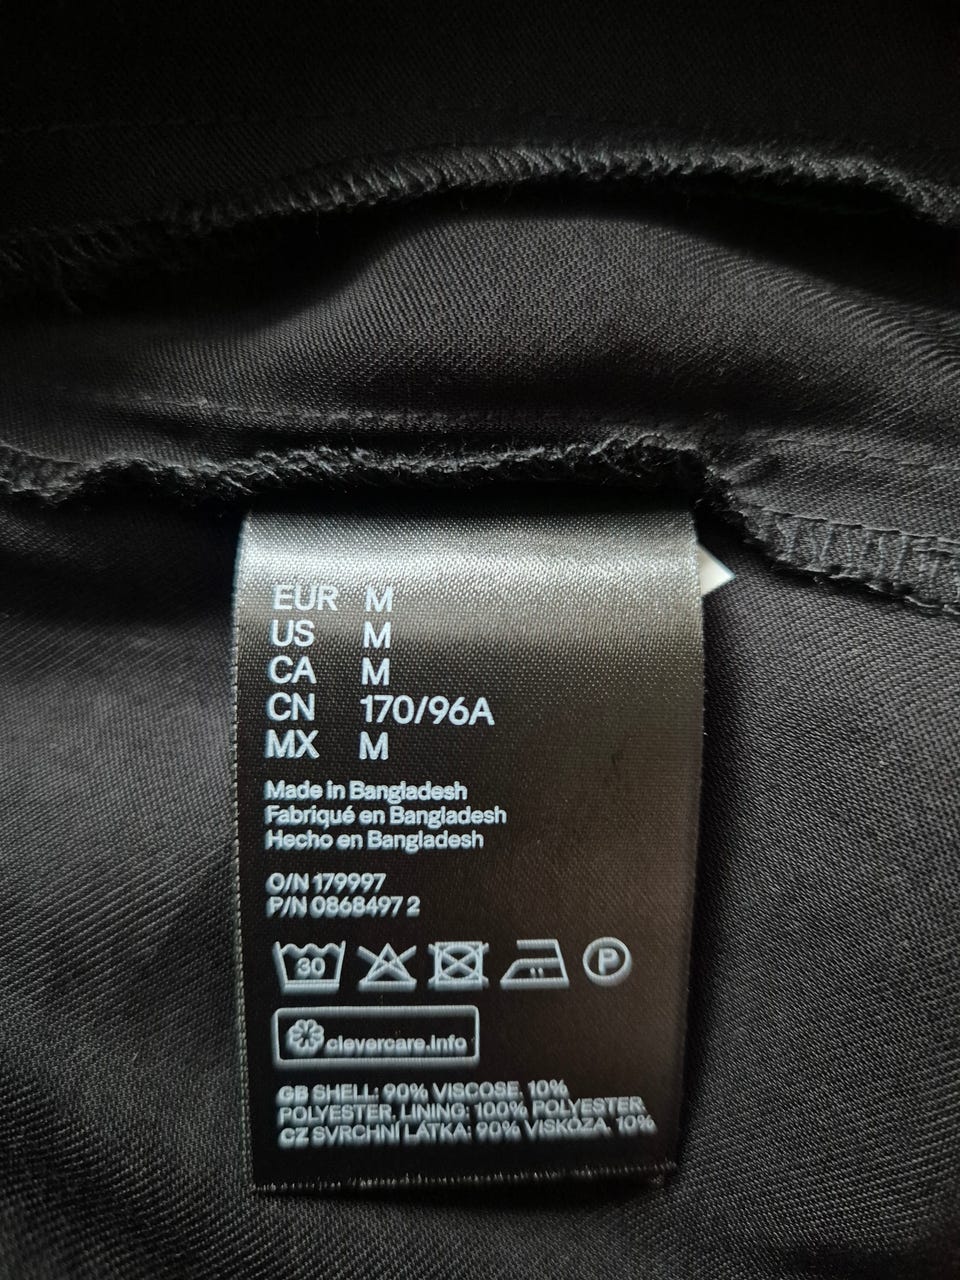 EUR M
US M
CA M
CN 170/96A
MX M
Made in Bangladesh
Fabriqué en Bangladesh
Hecho en Bangladesh
O/N 179997
P/N 0868497 2
30 P
clevercare.info
GB SHELL: 90% VISCOSE, 10%
POLYESTER, LINING: 100% POLYESTER,
CZ SVRCHNÍ LÁTKA: 90% VISKÓZA, 10%